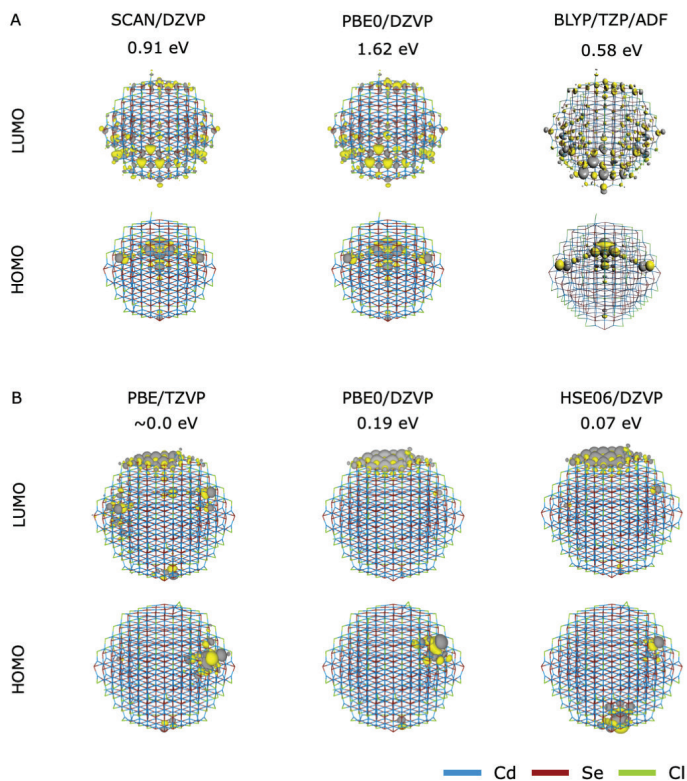 A
SCAN/DZVP PBE0/DZVP BLYP/TZP/ADF
0.91 eV 1.62 eV 0.58 eV
LUMO
HOMO
B
PBE/TZVP PBE0/DZVP HSE06/DZVP
~0.0 eV 0.19 eV 0.07 eV
LUMO
HOMO
Cd Se Cl